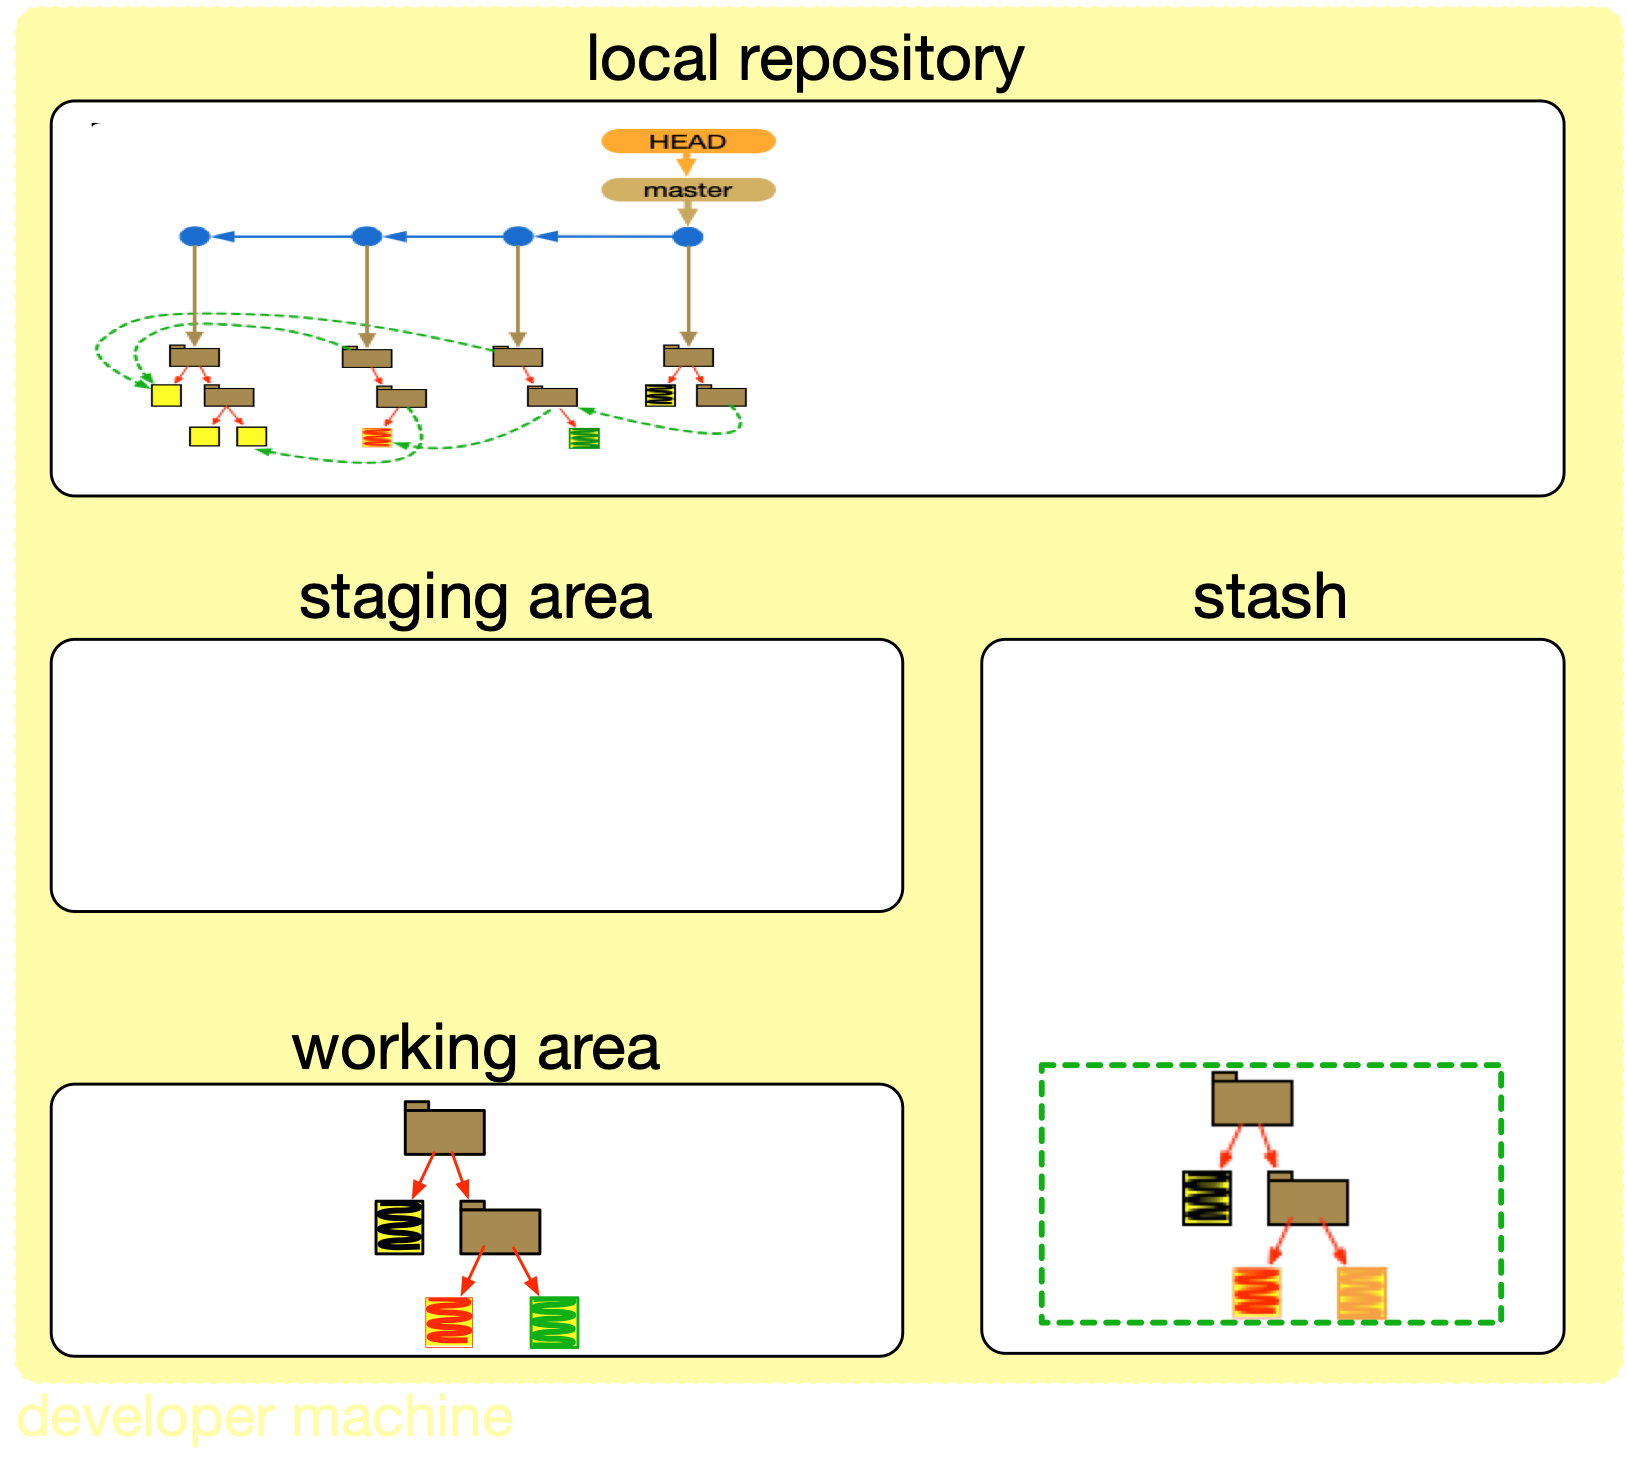 local repository
HEAD
master
staging area
stash
working area
developer machine